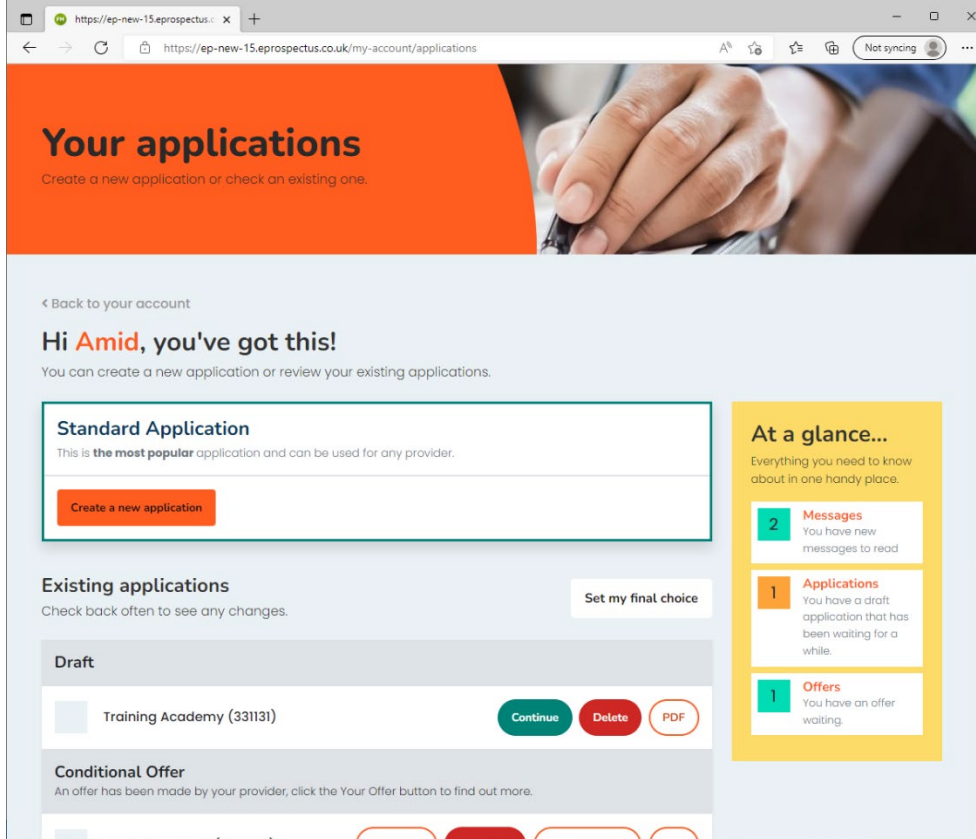 https://ep-new-15.eprospectus.c
https://ep-new-15.eprospectus.co.uk/my-account/applications
Not syncing
Your applications
Create a new application or check an existing one.
Back to your account
Hi Amid, you've got this!
You can create a new application or review your existing applications.
Standard Application
This is the most popular application and can be used for any provider.
Create a new application
Existing applications
Check back often to see any changes.
Set my final choice
Draft
Training Academy (331131)
Continue
Delete
PDF
Conditional Offer
An offer has been made by your provider, click the Your Offer button to find out more.
At a glance...
Everything you need to know
about in one handy place.
2
Messages
You have new
messages to read
1
Applications
You have a draft
application that has
been waiting for a
while.
1
Offers
You have an offer
waiting.